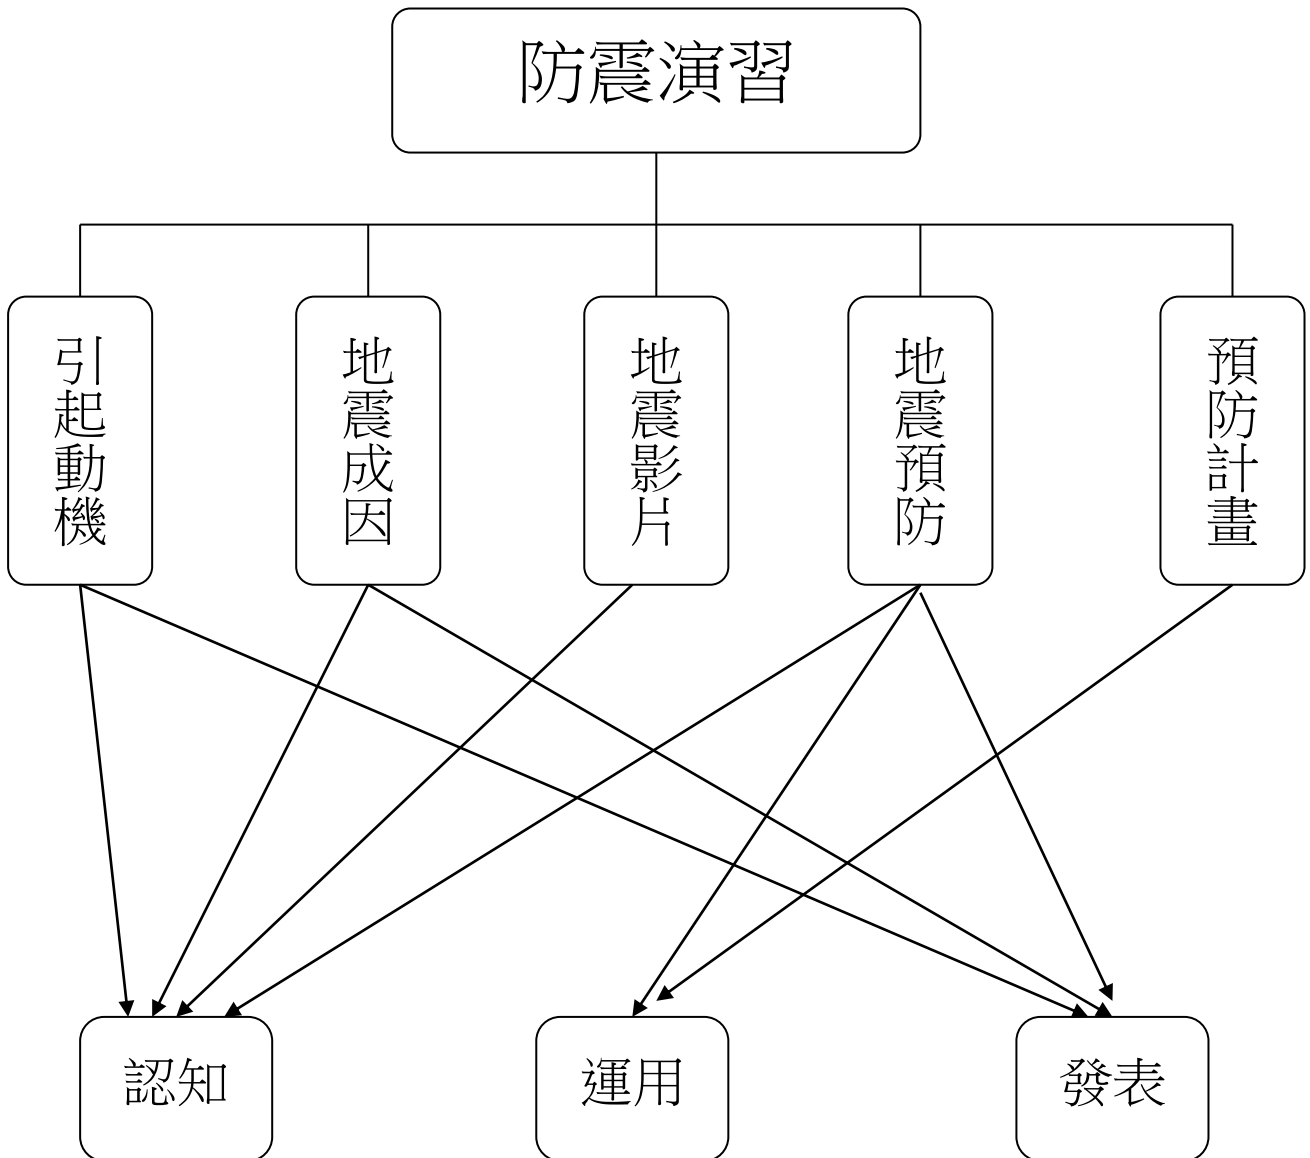 防震演習
引起動機
地震成因
地震影片
地震預防
預防計畫
認知
運用
發表